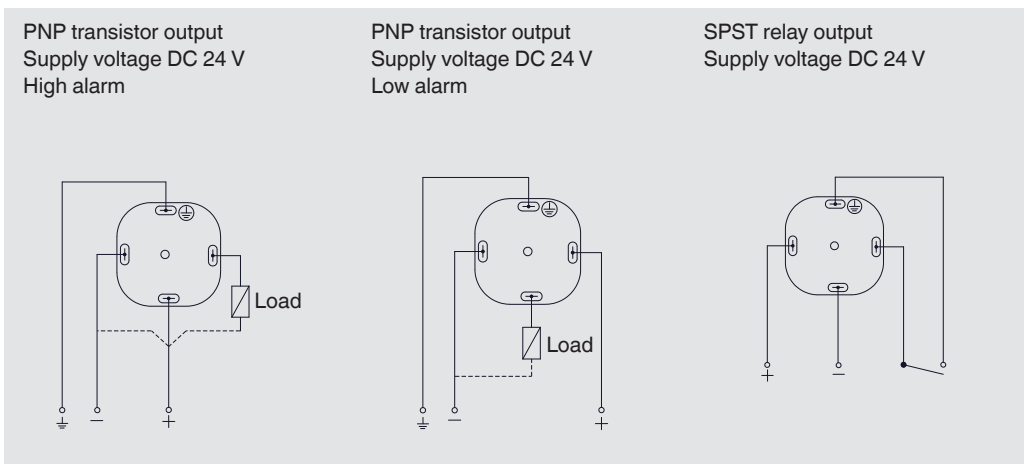 PNP transistor output
Supply voltage DC 24 V
High alarm
PNP transistor output
Supply voltage DC 24 V
Low alarm
SPST relay output
Supply voltage DC 24 V
Load
Load
+
−
− +
− +